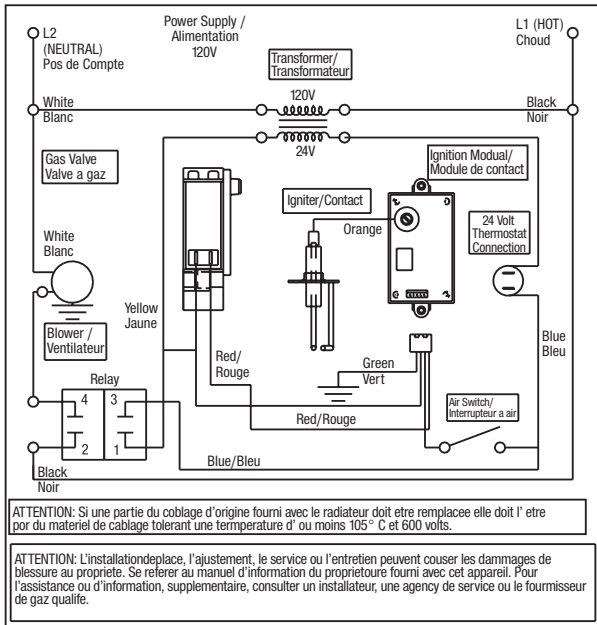 L2
(NEUTRAL)
Pos de Compte
Power Supply /
Alimentation
120V
L1 (HOT)
Choud
Transformer/
Transformateur
White
Blanc
120V
Black
Noir
24V
Gas Valve
Valve a gaz
Ignition Modual/
Module de contact
Igniter/Contact
Orange
24 Volt
Thermostat
Connection
White
Blanc
Yellow
Jaune
Blower /
Ventilateur
Blue
Bleu
Red/
Rouge
Green
Vert
Relay
4
3
2
1
Red/Rouge
Air Switch/
Interrupteur a air
Blue/Bleu
Black
Noir
ATTENTION: Si une partie du coblage d'origine fourni avec le radiateur doit etre remplacee elle doit l' etre
por du materiel de cablage tolerant une termperature d' ou moins 105° C et 600 volts.
ATTENTION: L'installationdeplace, l'ajustement, le service ou l'entretien peuvent couser les dammages de
blessure au propriete. Se referer au manuel d'information du proprietoure fourni avec cet appareil. Pour
l'assistance ou d'information, supplementaire, consulter un installateur, une agency de service ou le fournisseur
de gaz qualife.